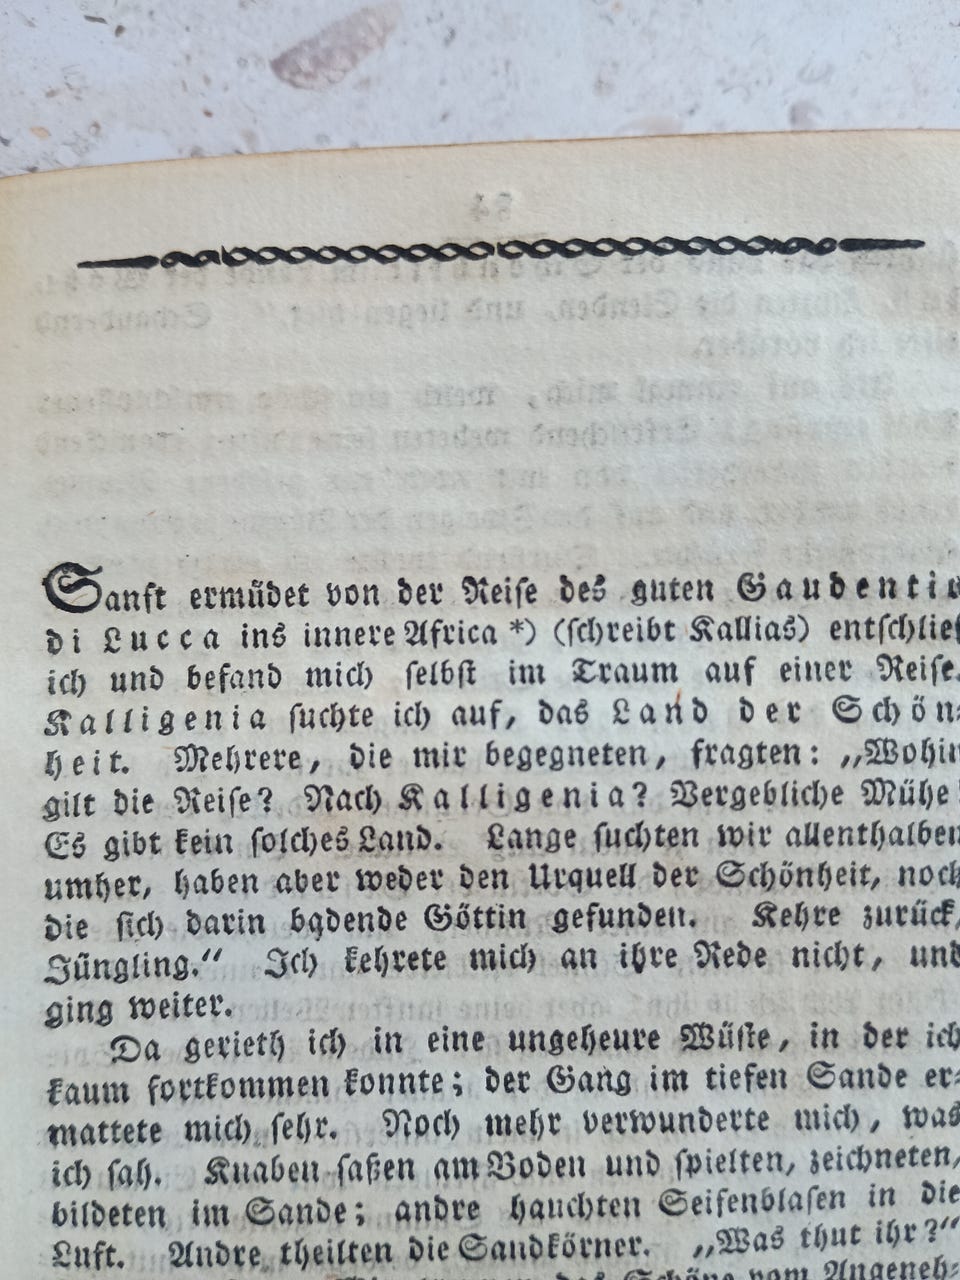 Sanft ermüdet von der Reise des guten Gaudentio
di Lucca ins innere Africa *) (schreibt Kallias) entschlief
ich und befand mich selbst im Traum auf einer Reise.
Kalligenia suchte ich auf, das Land der Schön-
heit. Mehrere, die mir begegneten, fragten: „Wohin
gilt die Reise? Nach Kalligenia? Vergebliche Mühe!
Es gibt kein solches Land. Lange suchten wir allenthalben
umher, haben aber weder den Urquell der Schönheit, noch
die sich darin badende Göttin gefunden. Kehre zurück,
Jüngling.“ Ich kehrete mich an ihre Rede nicht, und
ging weiter.
Da gerieth ich in eine ungeheure Wüste, in der ich
kaum fortkommen konnte; der Gang im tiefen Sande er-
mattete mich sehr. Noch mehr verwunderte mich, was
ich sah. Knaben saßen am Boden und spielten, zeichneten,
bildeten im Sande; andre hauchten Seifenblasen in die
Luft. Andre theilten die Sandkörner. „Was thut ihr?“
das Schöne vom Angeneh-